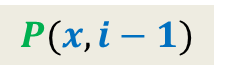 P(x, i − 1)